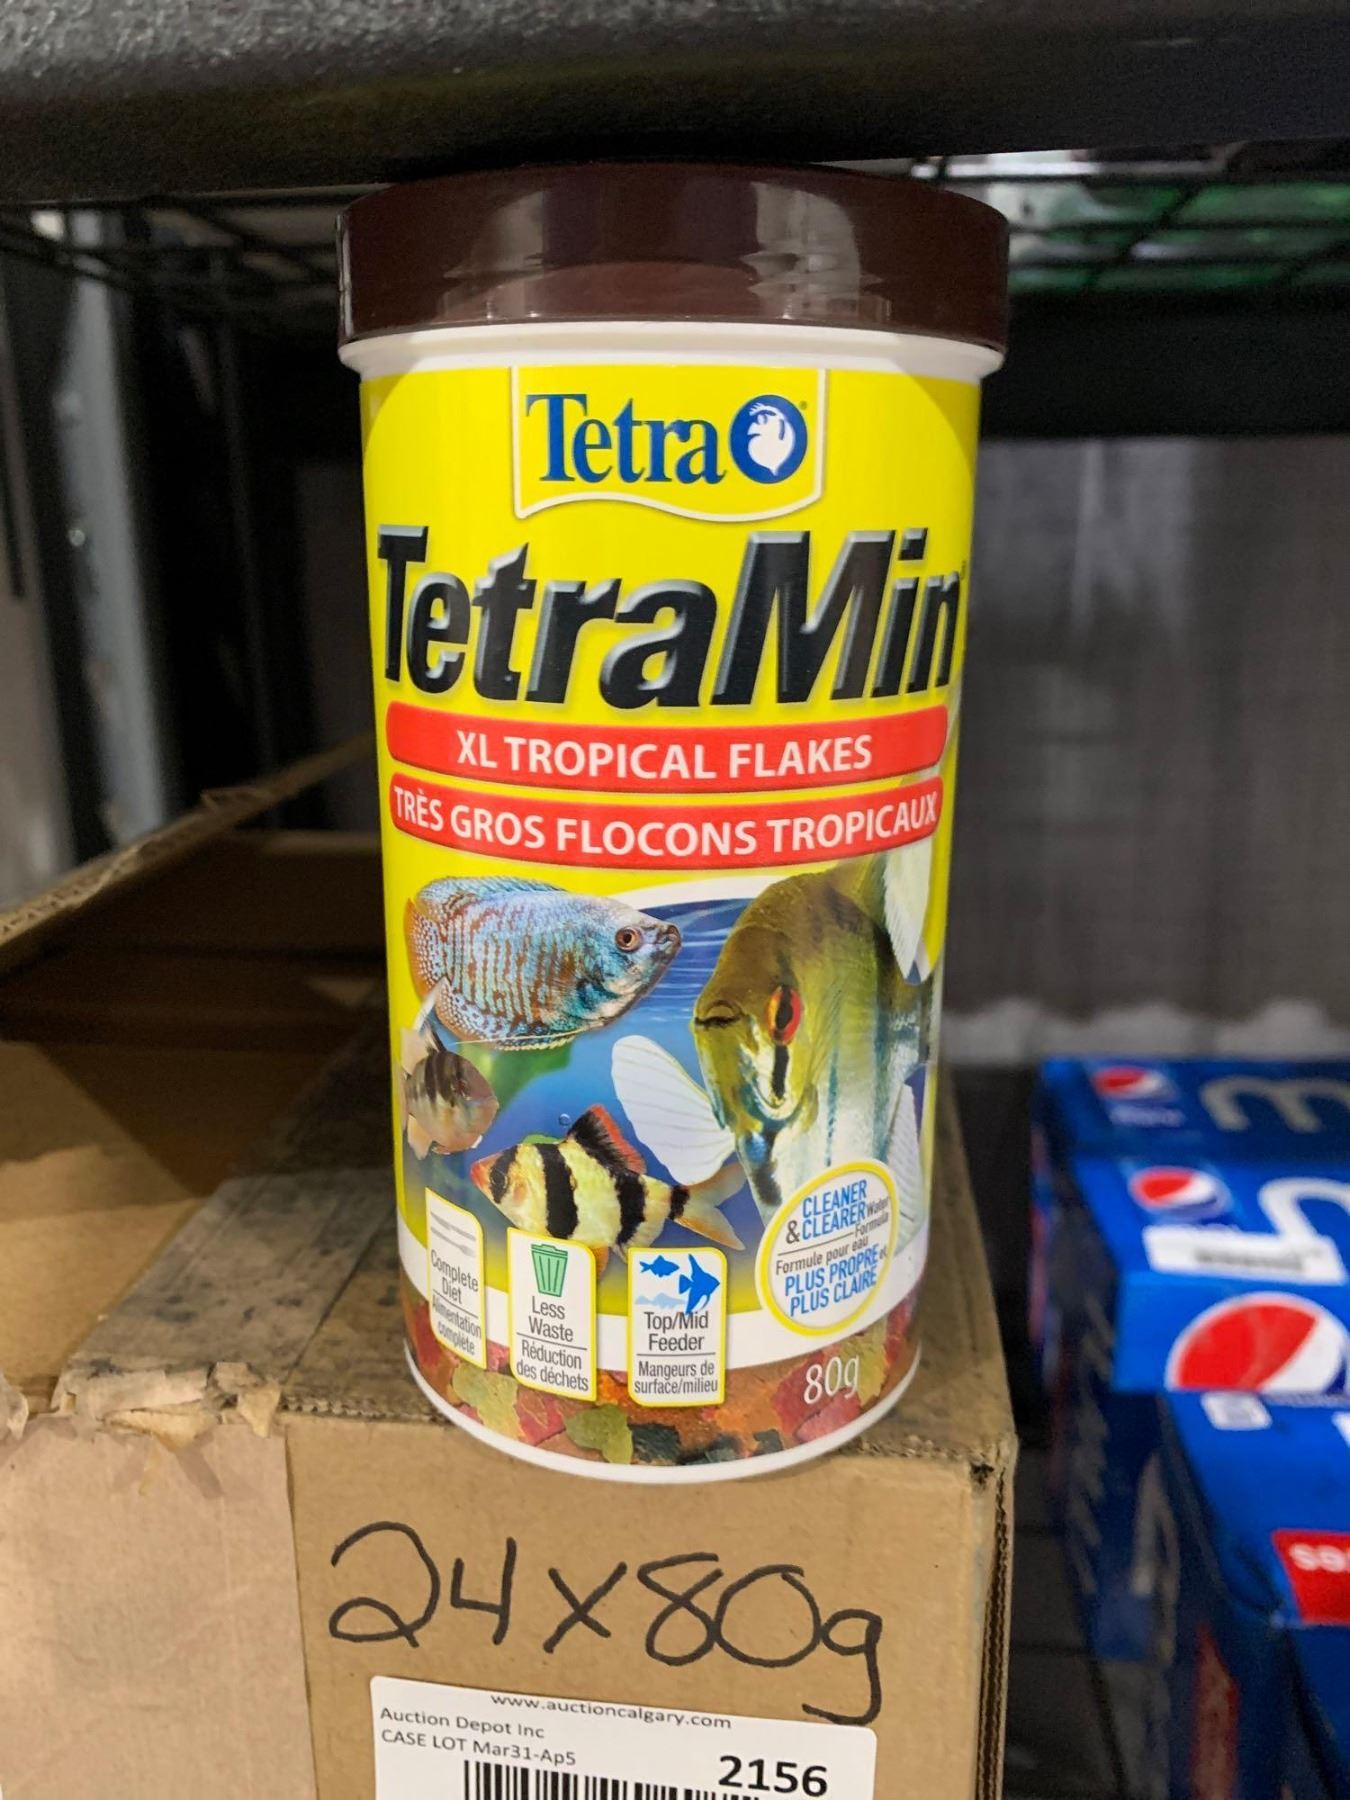 Tetra
TetraMin
XL TROPICAL FLAKES
TRÈS GROS FLOCONS TROPICAUX
CLEANER
& CLEARER Water
Formula
Formule pour eau
PLUS PROPRE et
PLUS CLAIRE
Complete
Diet
Alimentation
complète
Less
Waste
Réduction
des déchets
Top/Mid
Feeder
Mangeurs de
surface/milieu
80g
24x80g
www.auctioncalgary.com
Auction Depot Inc
CASE LOT Mar31-Ap5
2156